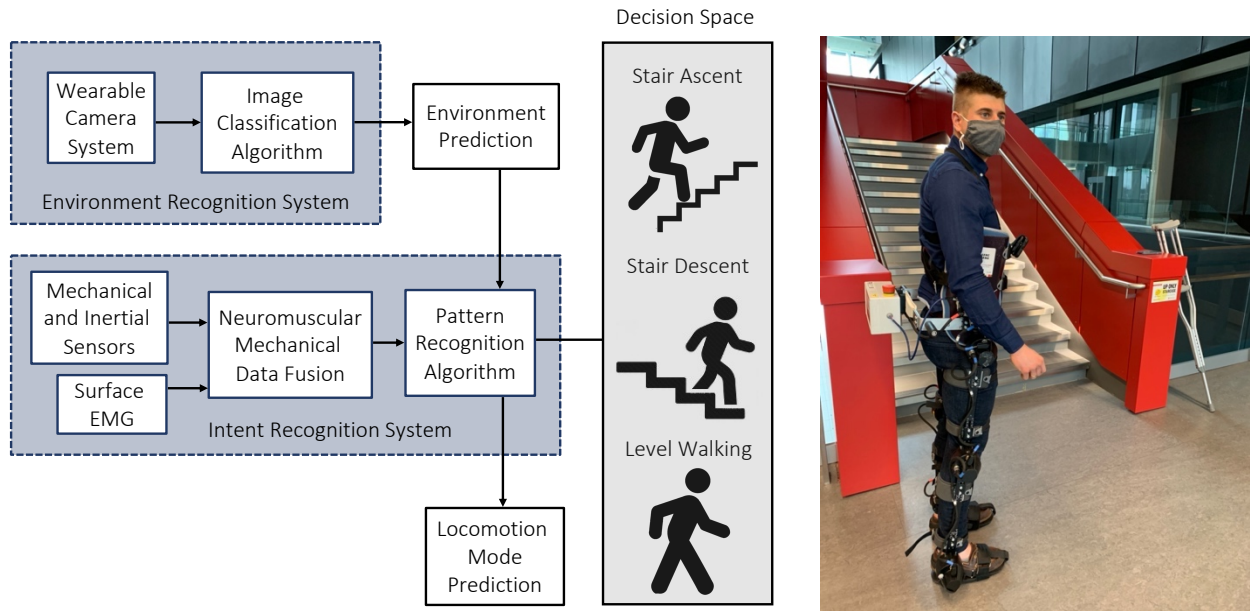 Decision Space
Wearable
Camera
System
Image
Classification
Algorithm
Environment
Prediction
Environment Recognition System
Mechanical
and Inertial
Sensors
Surface
EMG
Neuromuscular
Mechanical
Data Fusion
Pattern
Recognition
Algorithm
Intent Recognition System
Locomotion
Mode
Prediction
Stair Ascent
Stair Descent
Level Walking
UP ONLY